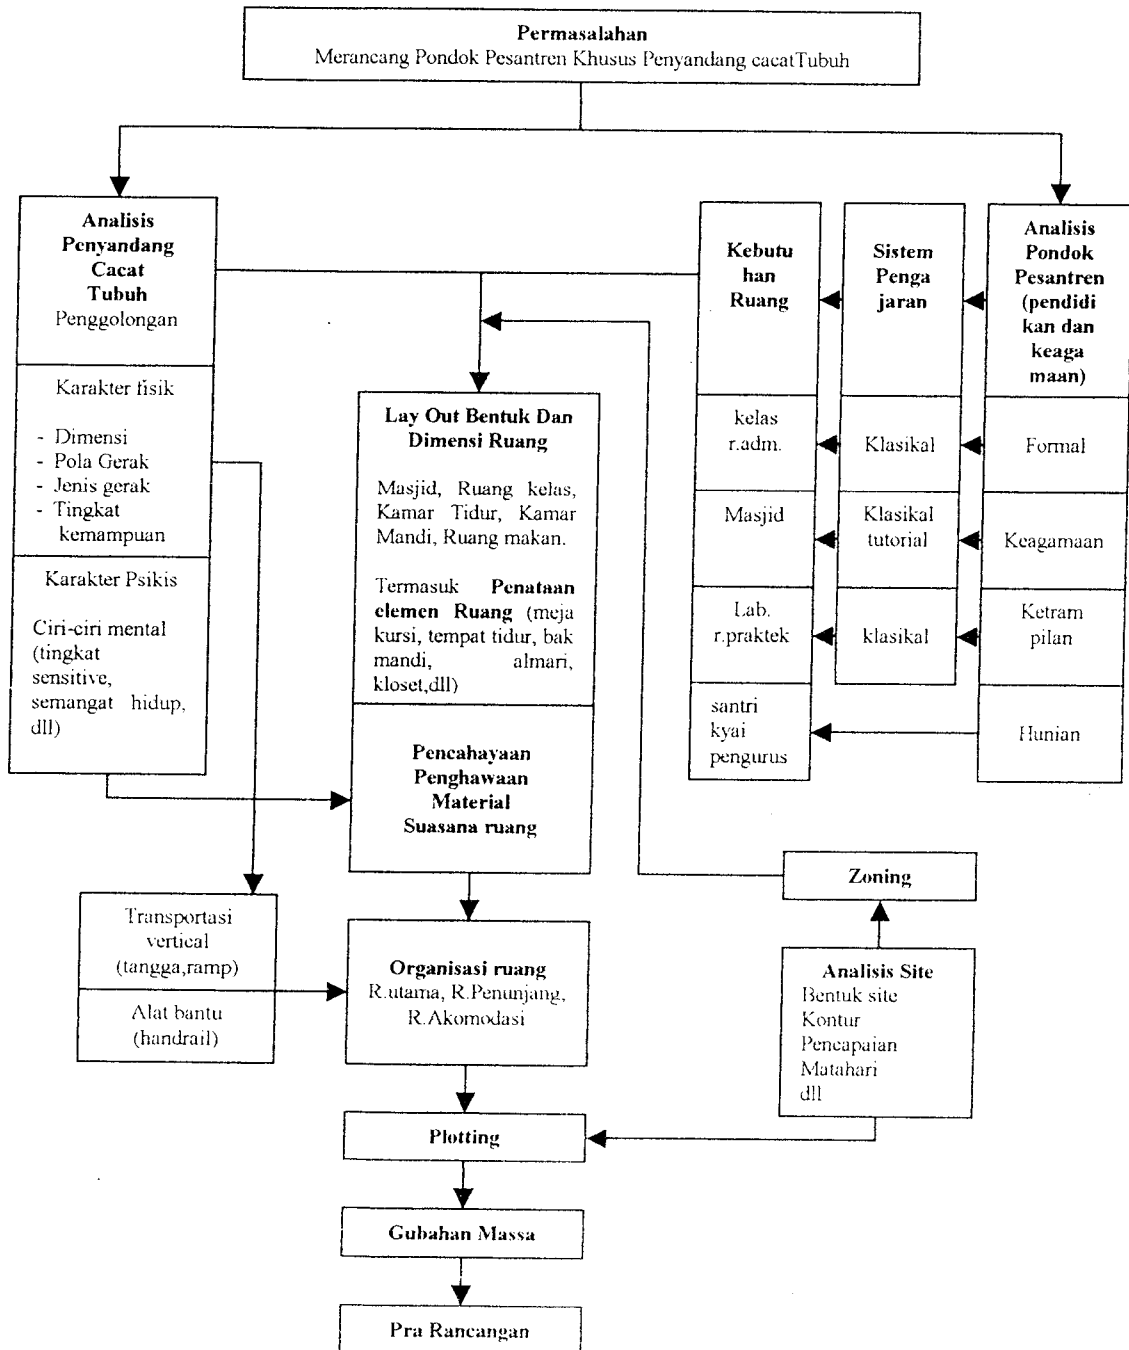 Permasalahan
Merancang Pondok Pesantren Khusus Penyandang cacatTubuh
Analisis
Penyandang
Cacat
Tubuh
Penggolongan
Karakter fisik
- Dimensi
- Pola Gerak
- Jenis gerak
- Tingkat
kemampuan
Karakter Psikis
Ciri-ciri mental
(tingkat
sensitive,
semangat hidup,
dll)
Kebutu
han
Ruang
kelas
r.adm.
Masjid
Lab.
r.praktek
santri
kyai
pengurus
Sistem
Penga
jaran
Klasikal
Klasikal
tutorial
klasikal
Analisis
Pondok
Pesantren
(pendidi
kan dan
keaga
maan)
Formal
Keagamaan
Ketram
pilan
Hunian
Lay Out Bentuk Dan
Dimensi Ruang
Masjid, Ruang kelas,
Kamar Tidur, Kamar
Mandi, Ruang makan.
Termasuk Penataan
elemen Ruang (meja
kursi, tempat tidur, bak
mandi, almari,
kloset,dll)
Pencahayaan
Penghawaan
Material
Suasana ruang
Zoning
Transportasi
vertical
(tangga,ramp)
Alat bantu
(handrail)
Organisasi ruang
R.utama, R.Penunjang,
R.Akomodasi
Analisis Site
Bentuk site
Kontur
Pencapaian
Matahari
dll
Plotting
Gubahan Massa
Pra Rancangan